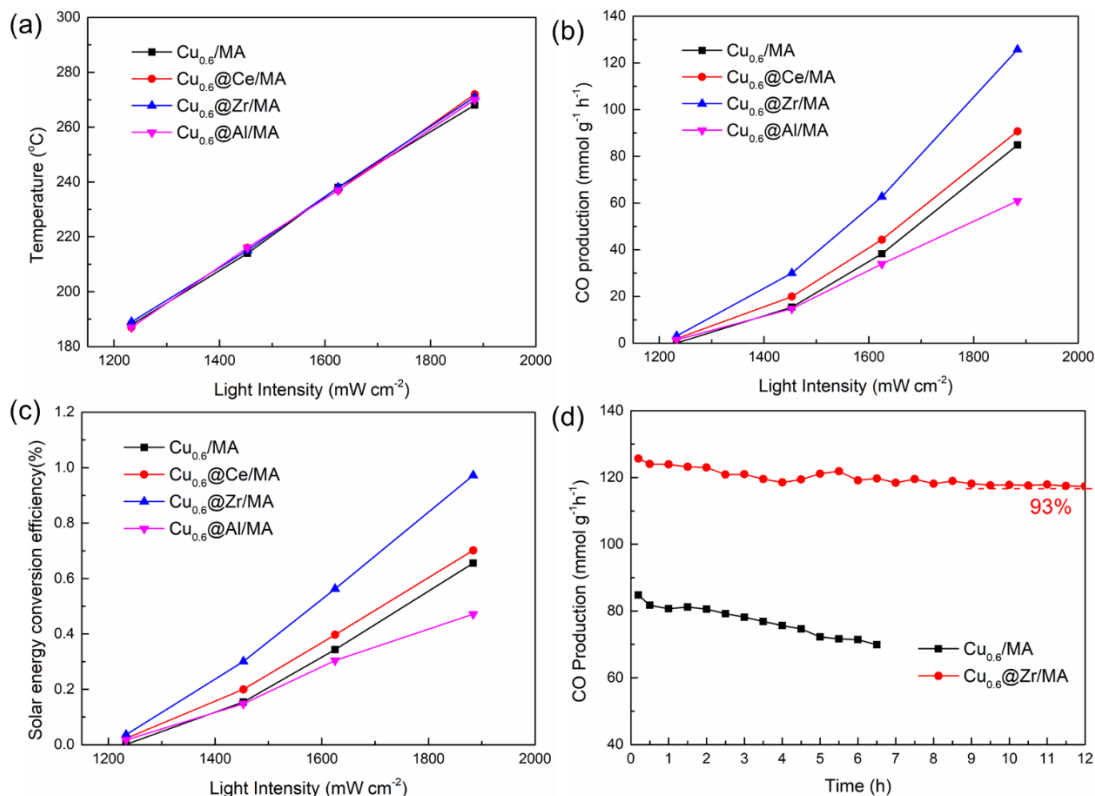 (a)
300
280
260
240
220
200
180
Temperature (°C)
Cu0.6/MA
Cu0.6@Ce/MA
Cu0.6@Zr/MA
Cu0.6@Al/MA
1200 1400 1600 1800 2000
Light Intensity (mW cm-2)
(b)
140
120
100
80
60
40
20
0
CO production (mmol g-1 h-1)
Cu0.6/MA
Cu0.6@Ce/MA
Cu0.6@Zr/MA
Cu0.6@Al/MA
1200 1400 1600 1800 2000
Light Intensity (mW cm-2)
(c)
1.2
1.0
0.8
0.6
0.4
0.2
0.0
Solar energy conversion efficiency(%)
Cu0.6/MA
Cu0.6@Ce/MA
Cu0.6@Zr/MA
Cu0.6@Al/MA
1200 1400 1600 1800 2000
Light Intensity (mW cm-2)
(d)
140
120
100
80
60
40
CO Production (mmol g-1h-1)
93%
Cu0.6/MA
Cu0.6@Zr/MA
0 1 2 3 4 5 6 7 8 9 10 11 12
Time (h)